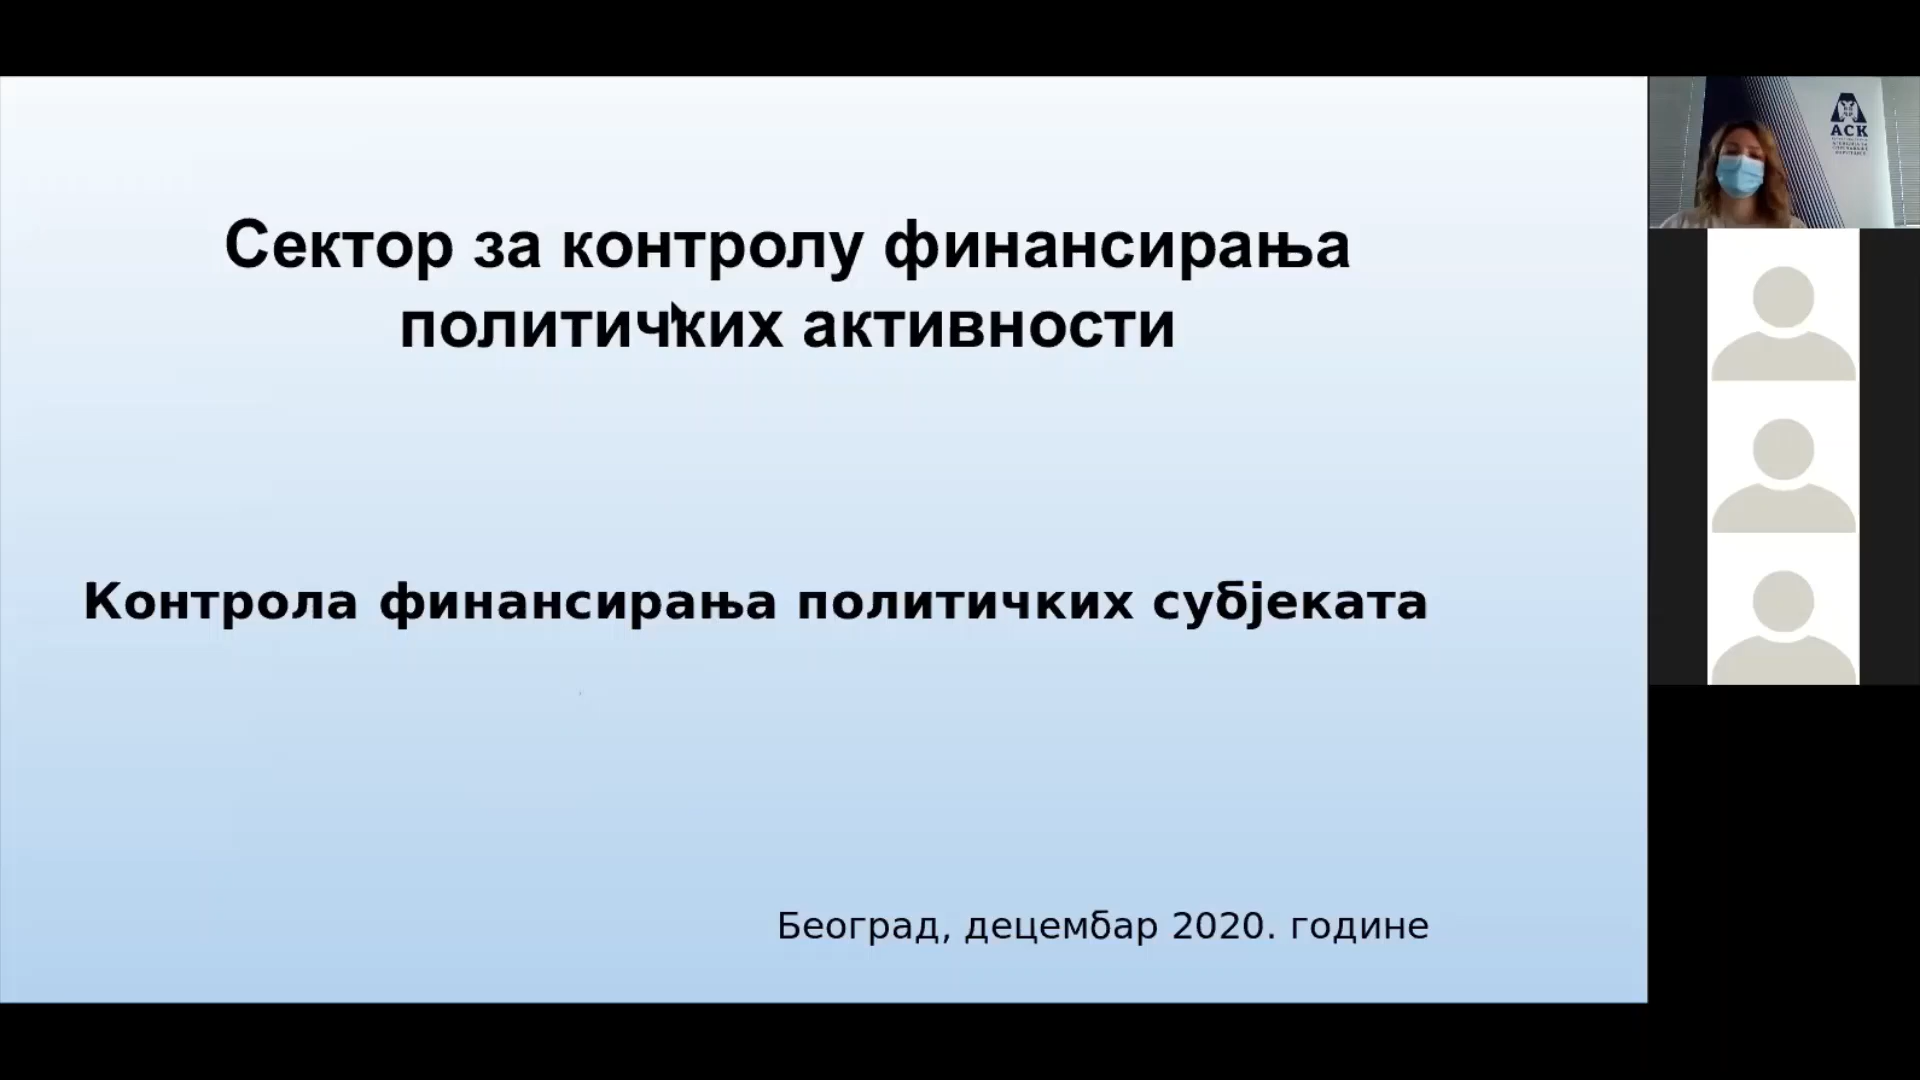 Сектор за контролу финансирања
политичких активности
Контрола финансирања политичких субјеката
Београд, децембар 2020. године
АСК